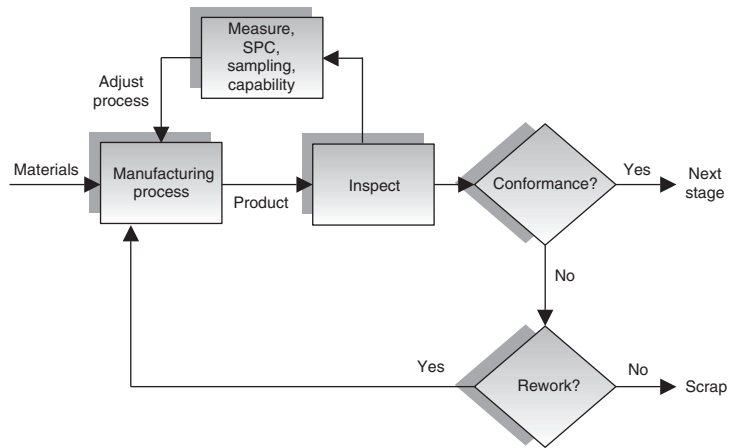 Measure,
SPC,
sampling,
capability
Adjust
process
Materials
Manufacturing
process
Product
Inspect
Conformance?
Yes
Next
stage
No
Yes
Rework?
No
Scrap